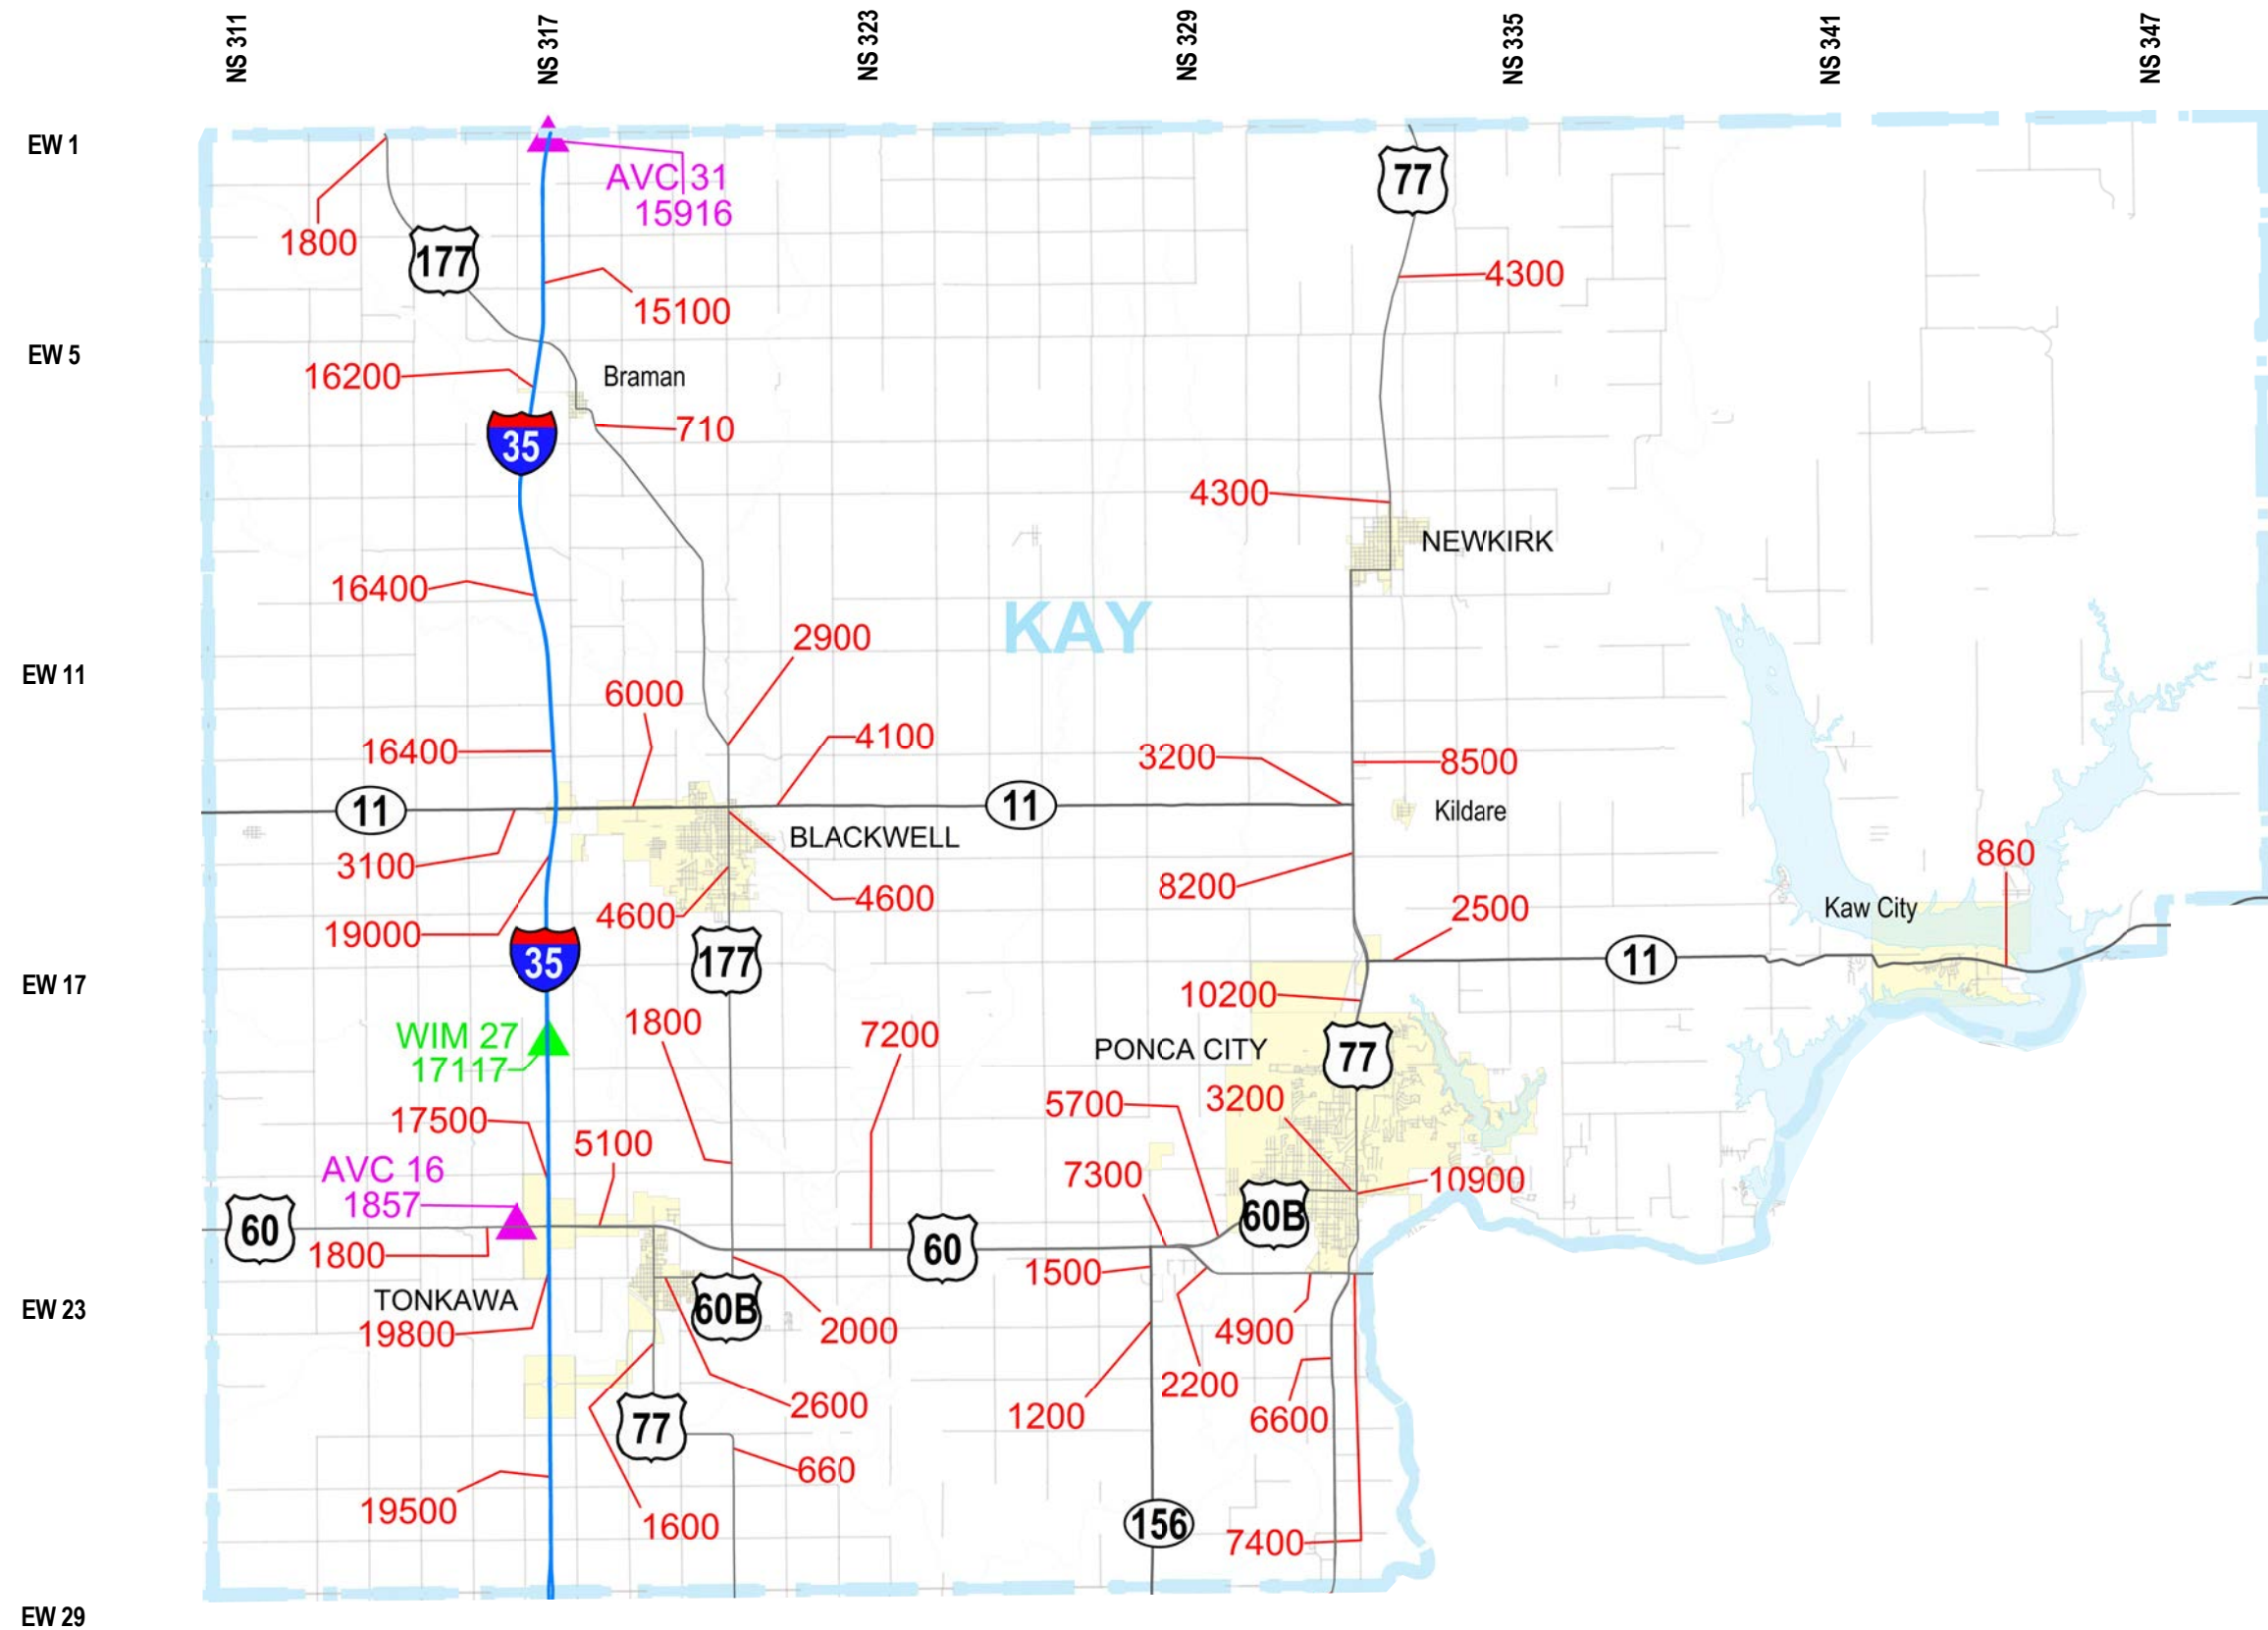 NS 311
NS 317
NS 323
NS 329
NS 335
NS 341
NS 347
EW 1
AVC 31
15916
77
1800
177
4300
15100
EW 5
16200
Braman
710
35
4300
NEWKIRK
16400
KAY
2900
EW 11
6000
4100
16400
3200
8500
11
11
Kildare
BLACKWELL
3100
860
8200
4600
4600
2500
Kaw City
19000
35
177
11
EW 17
10200
WIM 27
17117
1800
7200
PONCA CITY
77
5700
3200
17500
5100
AVC 16
1857
7300
10900
60
60B
1800
60
1500
TONKAWA
60B
EW 23
19800
2000
4900
2200
2600
1200
6600
77
660
19500
1600
156
7400
EW 29